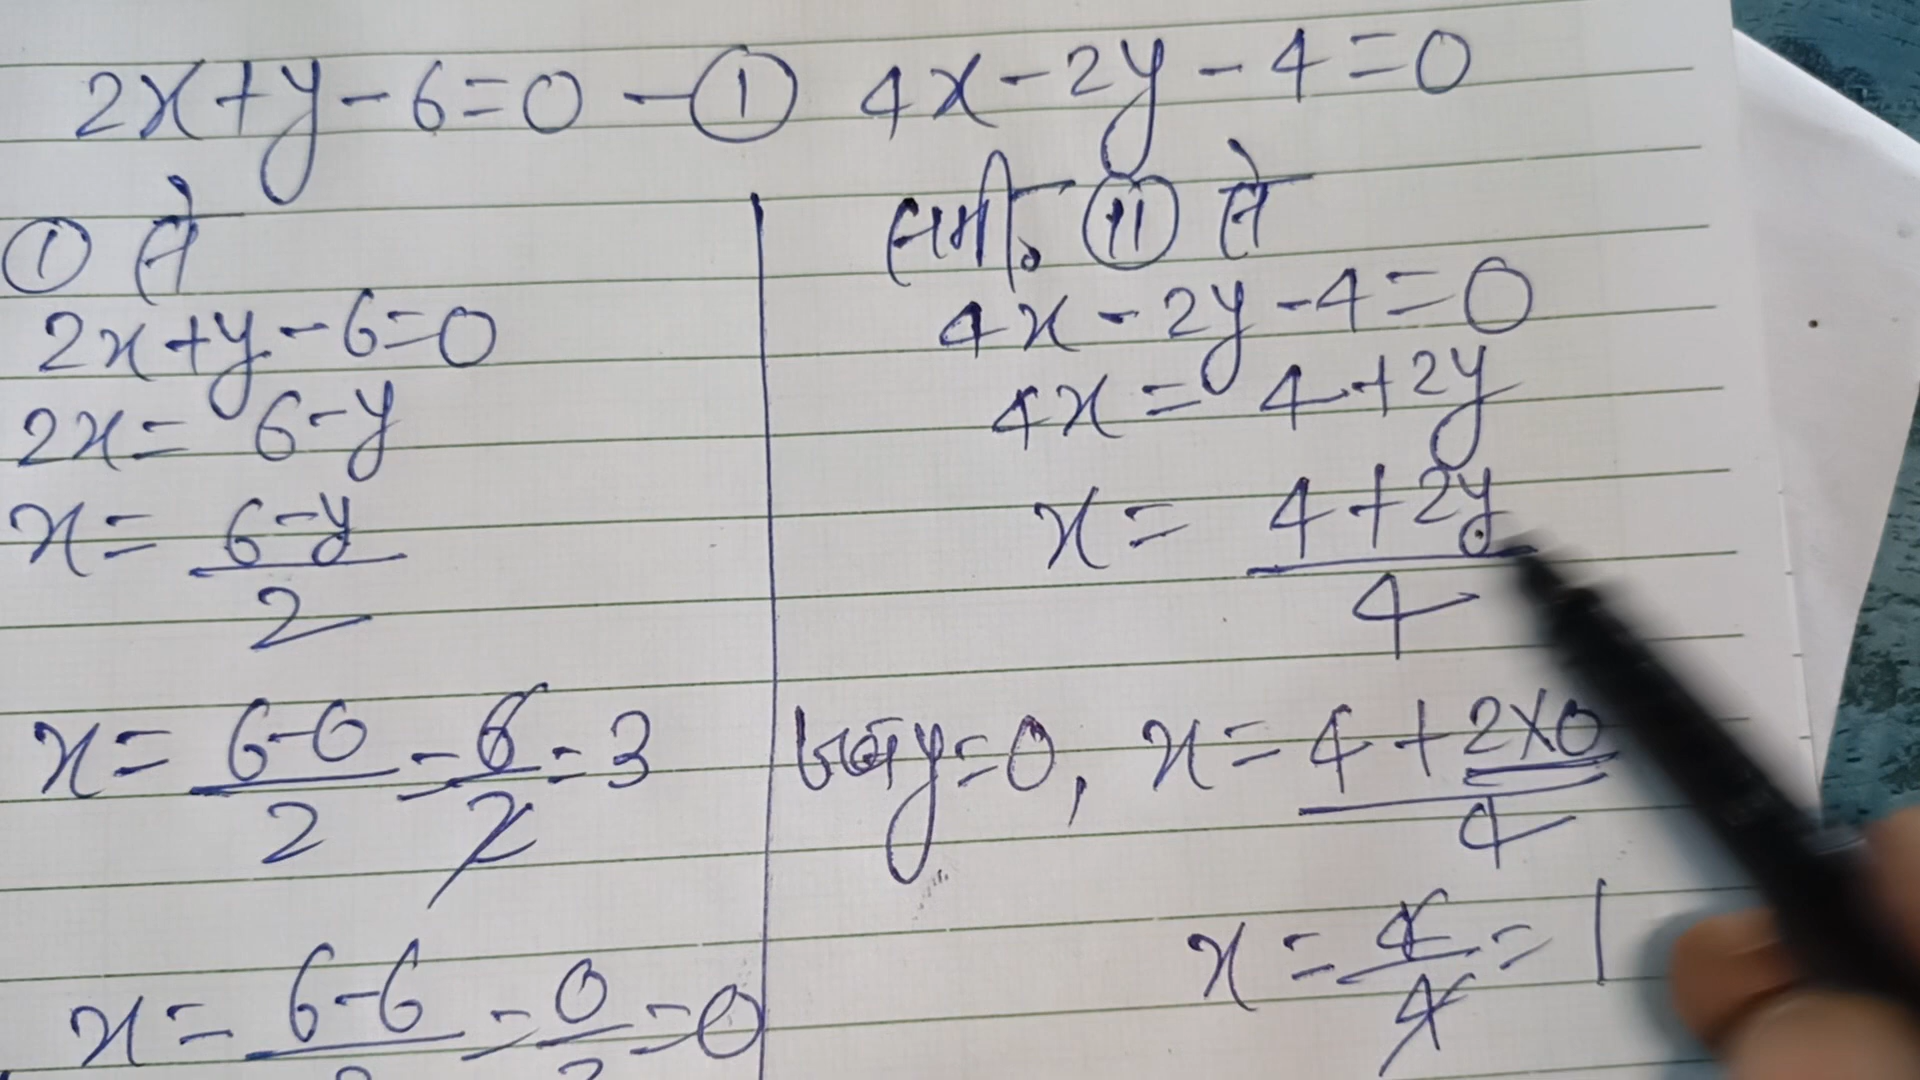 2x+y-6=0 -① 4x-2y-4=0
① से
2x+y-6=0
2x= 6-y
x= 6-y/2
x= 6-0/2 = 6/2 = 3
x= 6-6/2 = 0/2 = 0
समी. ⑪ से
4x-2y-4=0
4x= 4+2y
x= 4+2y/4
y=0, x= 4+2×0/4
x= 4/4 = 1